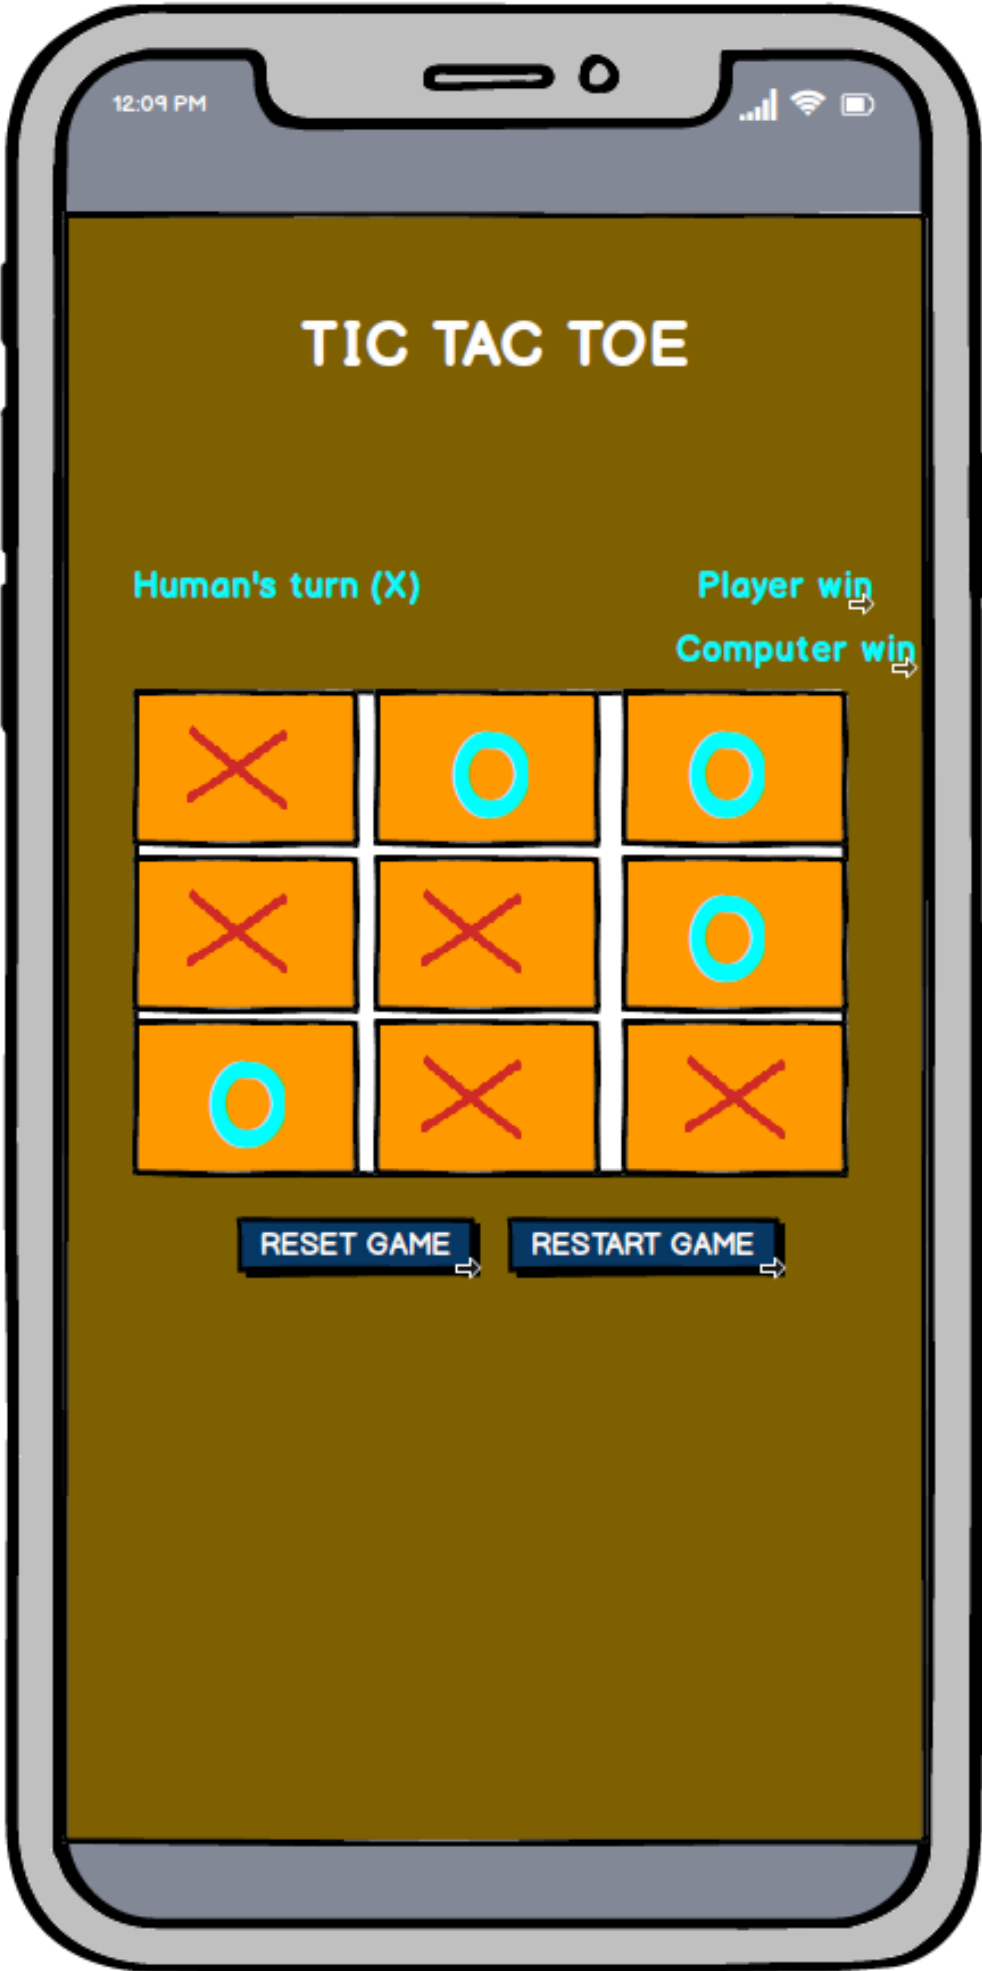 12:09 PM
TIC TAC TOE
Human's turn (X)
Player win
Computer win
X O O
X X O
O X X
RESET GAME
RESTART GAME